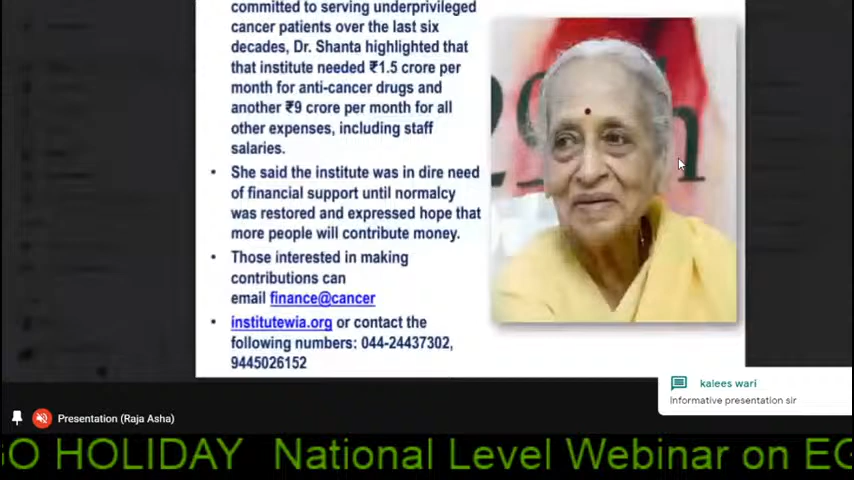 committed to serving underprivileged
cancer patients over the last six
decades, Dr. Shanta highlighted that
that institute needed ₹1.5 crore per
month for anti-cancer drugs and
another ₹9 crore per month for all
other expenses, including staff
salaries.
• She said the institute was in dire need
of financial support until normalcy
was restored and expressed hope that
more people will contribute money.
• Those interested in making
contributions can
email finance@cancer
• institutewia.org or contact the
following numbers: 044-24437302,
9445026152
29 h
kalees wari
Informative presentation sir
Presentation (Raja Asha)
GO HOLIDAY National Level Webinar on EG